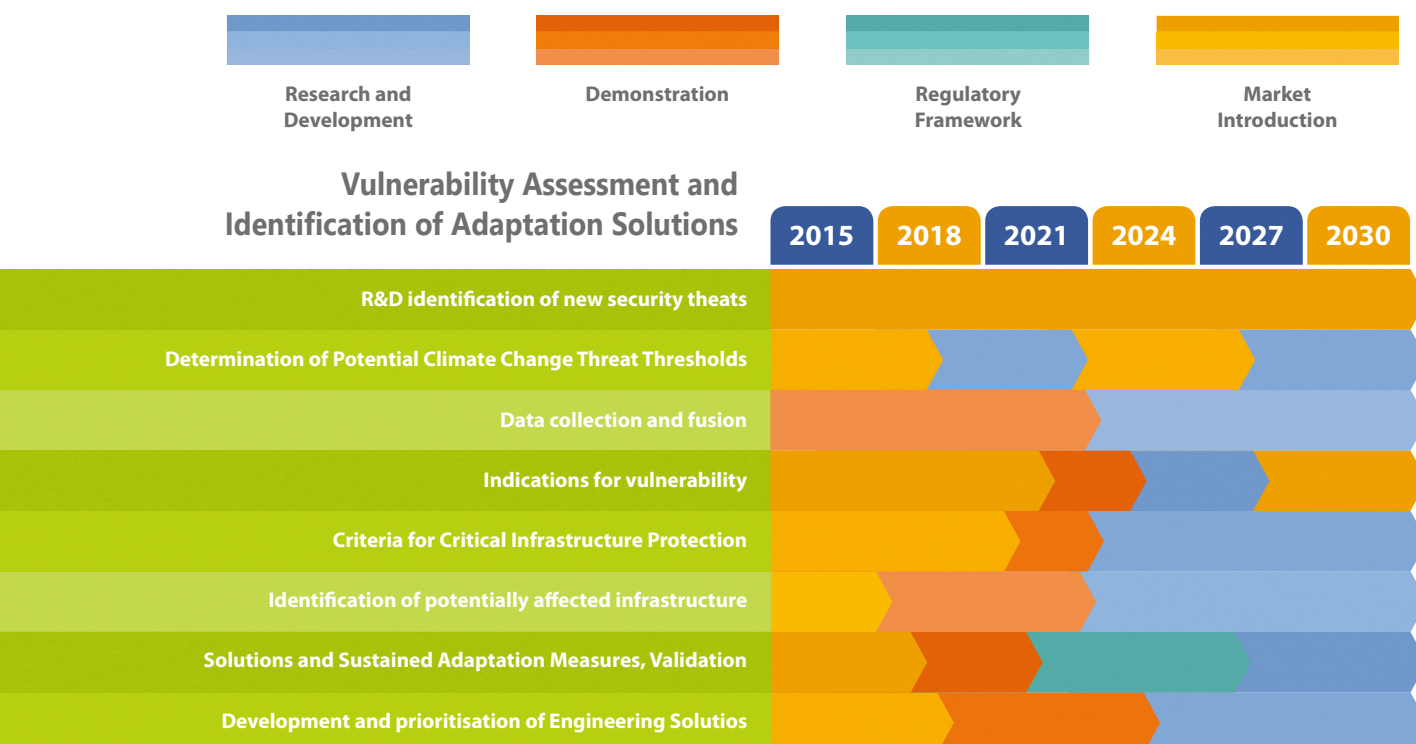 Research and
Development
Demonstration
Regulatory
Framework
Market
Introduction
Vulnerability Assessment and
Identification of Adaptation Solutions
2015 2018 2021 2024 2027 2030
R&D identification of new security theats
Determination of Potential Climate Change Threat Thresholds
Data collection and fusion
Indications for vulnerability
Criteria for Critical Infrastructure Protection
Identification of potentially affected infrastructure
Solutions and Sustained Adaptation Measures, Validation
Development and prioritisation of Engineering Solutios